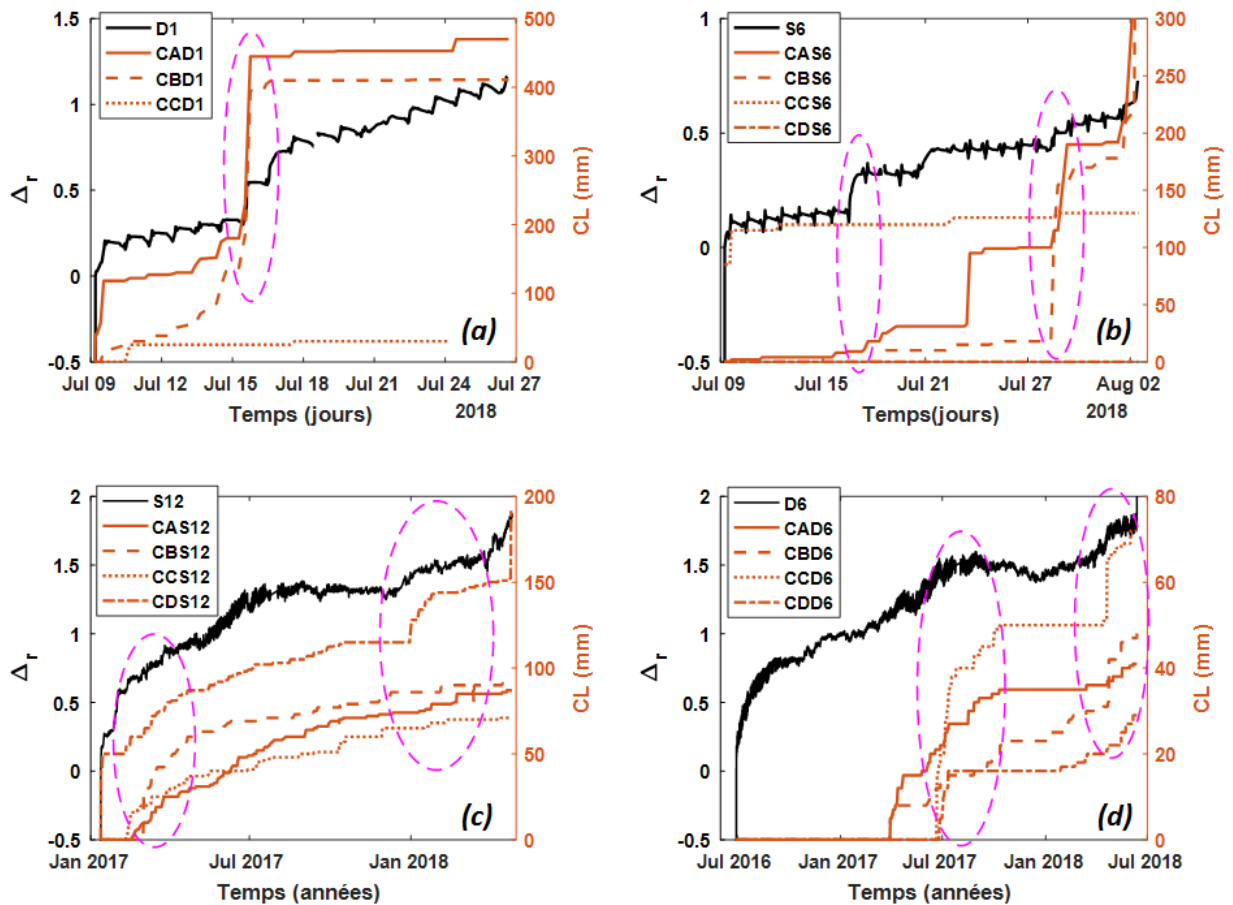 1.5
1
0.5
0
-0.5
Δr
D1
CAD1
CBD1
CCD1
500
400
300
200
100
0
CL (mm)
(a)
Jul 09 Jul 12 Jul 15 Jul 18 Jul 21 Jul 24 Jul 27
Temps (jours) 2018
1
0.5
0
-0.5
Δr
S6
CAS6
CBS6
CCS6
CDS6
300
250
200
150
100
50
0
CL (mm)
(b)
Jul 09 Jul 15 Jul 21 Jul 27 Aug 02
Temps(jours) 2018
2
1.5
1
0.5
0
-0.5
Δr
S12
CAS12
CBS12
CCS12
CDS12
200
150
100
50
0
CL (mm)
(c)
Jan 2017 Jul 2017 Jan 2018
Temps (années)
2
1.5
1
0.5
0
-0.5
Δr
D6
CAD6
CBD6
CCD6
CDD6
80
60
40
20
0
CL (mm)
(d)
Jul 2016 Jan 2017 Jul 2017 Jan 2018 Jul 2018
Temps (années)